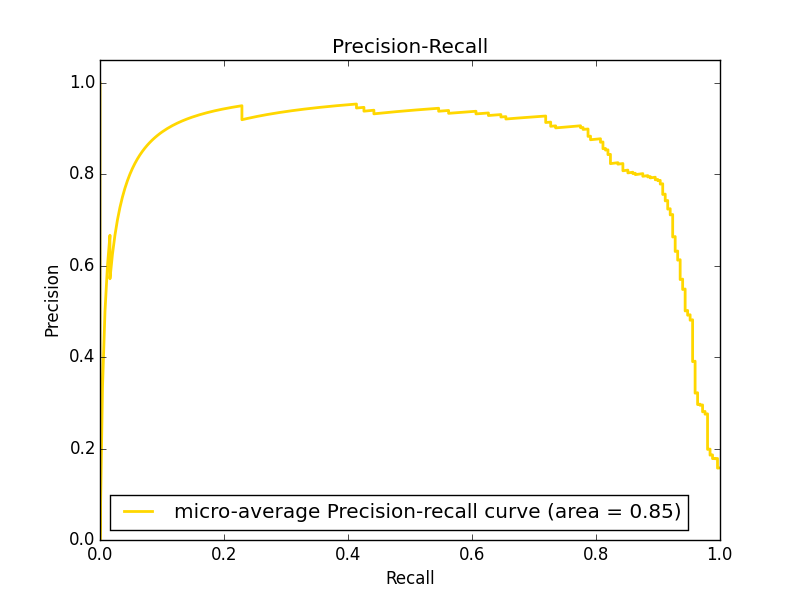 Precision-Recall
1.0
0.8
0.6
0.4
0.2
0.0
Precision
micro-average Precision-recall curve (area = 0.85)
0.0 0.2 0.4 0.6 0.8 1.0
Recall